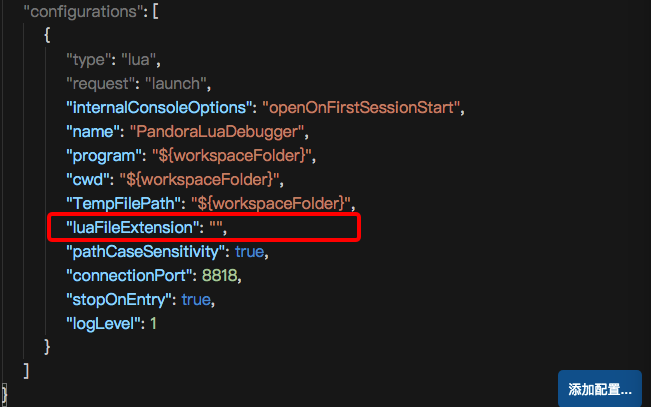 "configurations": [
{
"type": "lua",
"request": "launch",
"internalConsoleOptions": "openOnFirstSessionStart",
"name": "PandoraLuaDebugger",
"program": "${workspaceFolder}",
"cwd": "${workspaceFolder}",
"TempFilePath": "${workspaceFolder}",
"luaFileExtension": "",
"pathCaseSensitivity": true,
"connectionPort": 8818,
"stopOnEntry": true,
"logLevel": 1
}
]
}
添加配置...